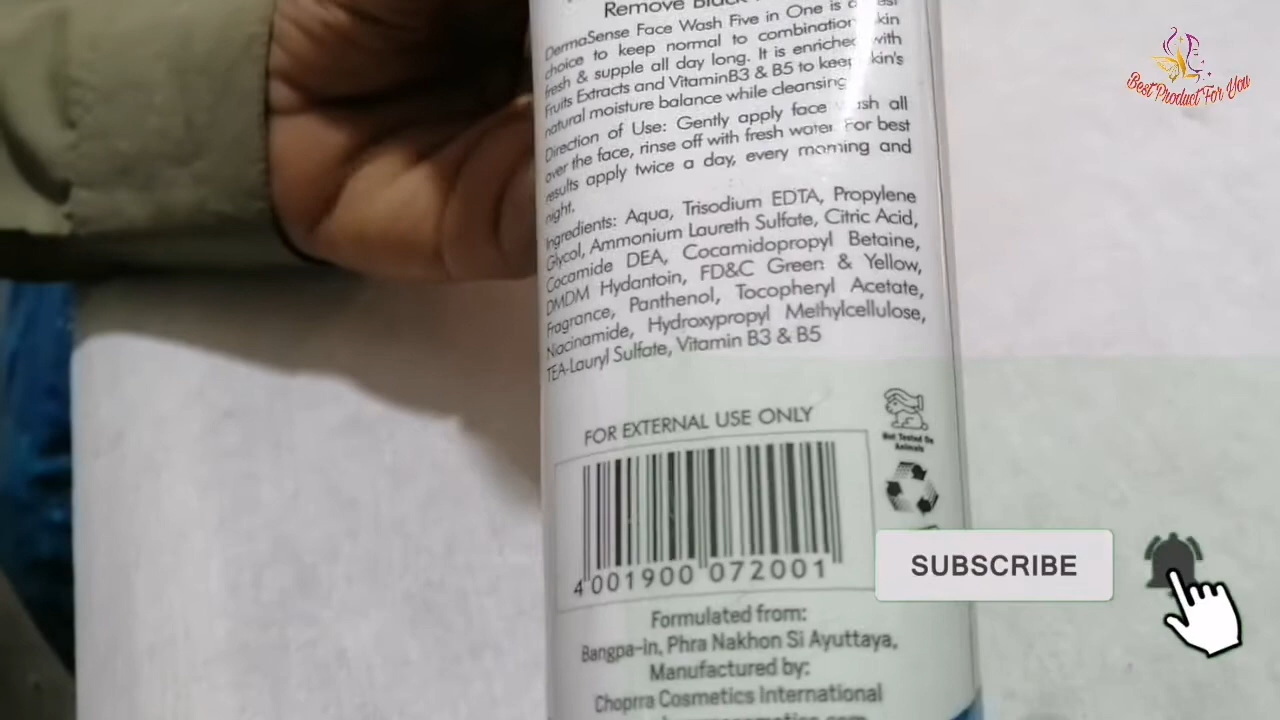 Remove Black
DermaSense Face Wash Five in One is a
choice to keep normal to combination skin
fresh & supple all day long. It is enriched with
Fruits Extracts and VitaminB3 & B5 to keep skin's
natural moisture balance while cleansing
Direction of Use: Gently apply face wash all
over the face, rinse off with fresh water. For best
results apply twice a day, every morning and
night.
Ingredients: Aqua, Trisodium EDTA, Propylene
Glycol, Ammonium Laureth Sulfate, Citric Acid,
Cocamide DEA, Cocamidopropyl Betaine,
DMDM Hydantoin, FD&C Green & Yellow,
Fragrance, Panthenol, Tocopheryl Acetate,
Niacinamide, Hydroxypropyl Methylcellulose,
TEA-Lauryl Sulfate, Vitamin B3 & B5
FOR EXTERNAL USE ONLY
Not Tested On
Animals
4 001900 072001
Formulated from:
Bangpa-In, Phra Nakhon Si Ayuttaya,
Manufactured by:
Choprra Cosmetics International
Best Product For You
SUBSCRIBE